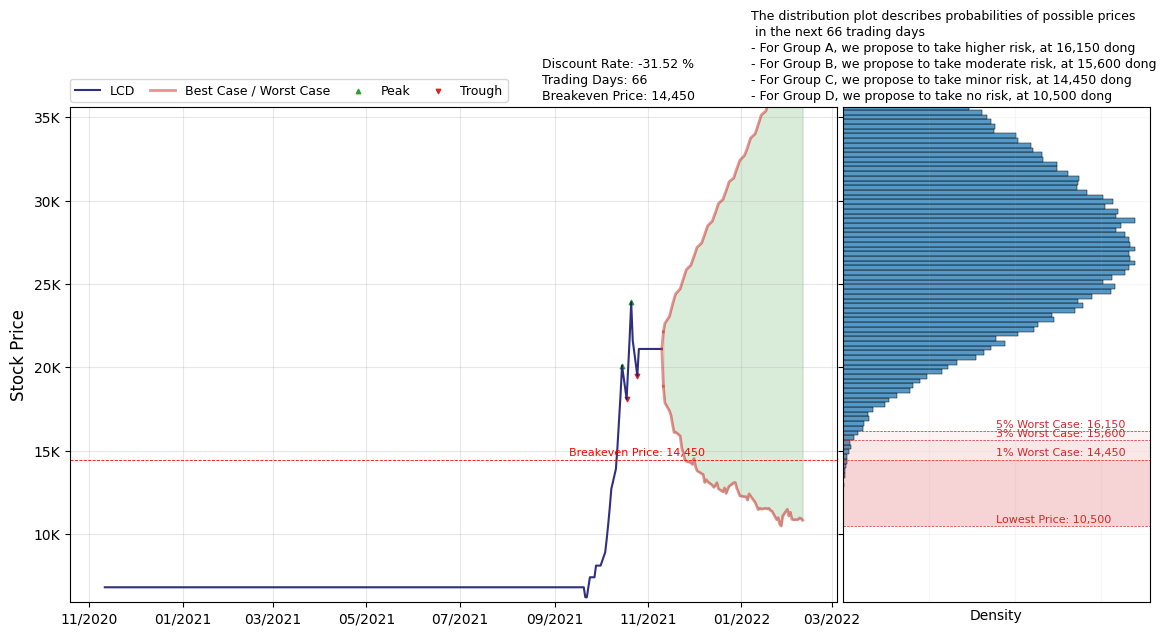 The distribution plot describes probabilities of possible prices
in the next 66 trading days
- For Group A, we propose to take higher risk, at 16,150 dong
- For Group B, we propose to take moderate risk, at 15,600 dong
- For Group C, we propose to take minor risk, at 14,450 dong
- For Group D, we propose to take no risk, at 10,500 dong
Discount Rate: -31.52 %
Trading Days: 66
Breakeven Price: 14,450
LCD
Best Case / Worst Case
Peak
Trough
Stock Price
35K
30K
25K
20K
15K
10K
Breakeven Price: 14,450
5% Worst Case: 16,150
3% Worst Case: 15,600
1% Worst Case: 14,450
Lowest Price: 10,500
11/2020
01/2021
03/2021
05/2021
07/2021
09/2021
11/2021
01/2022
03/2022
Density